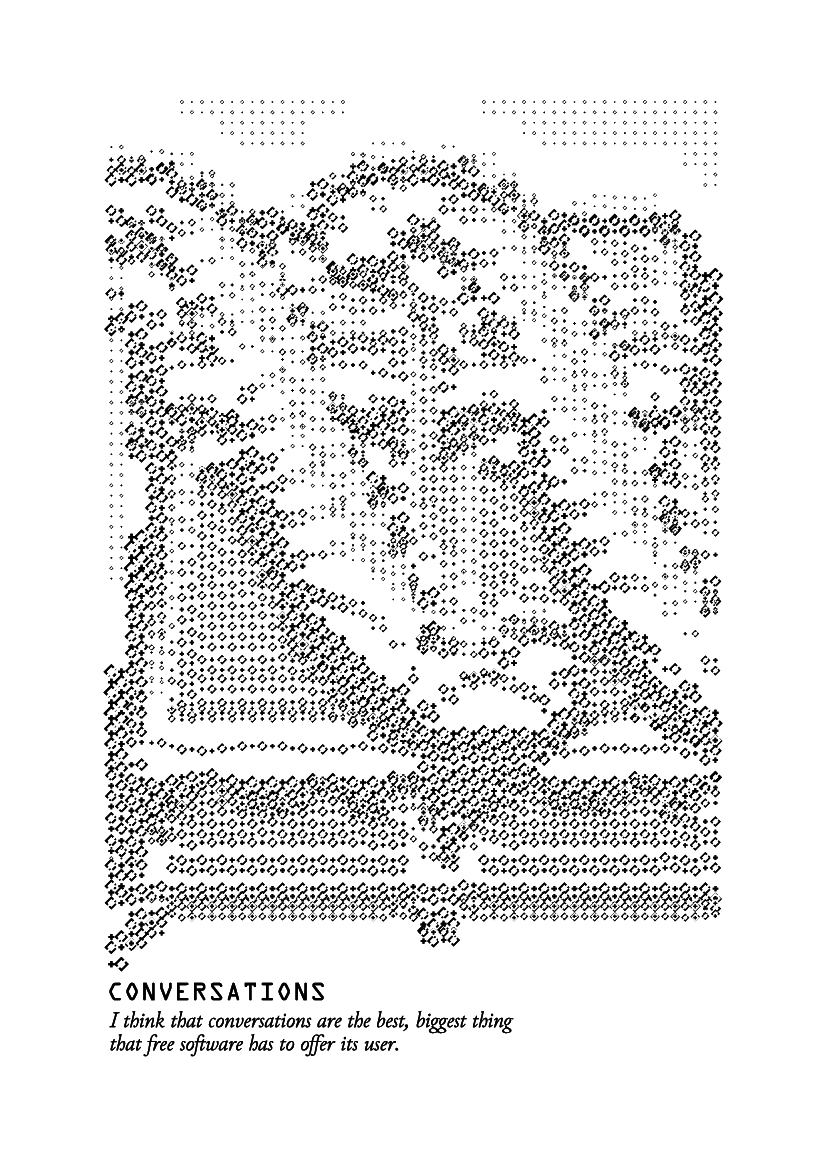 CONVERSATIONS
I think that conversations are the best, biggest thing
that free software has to offer its user.